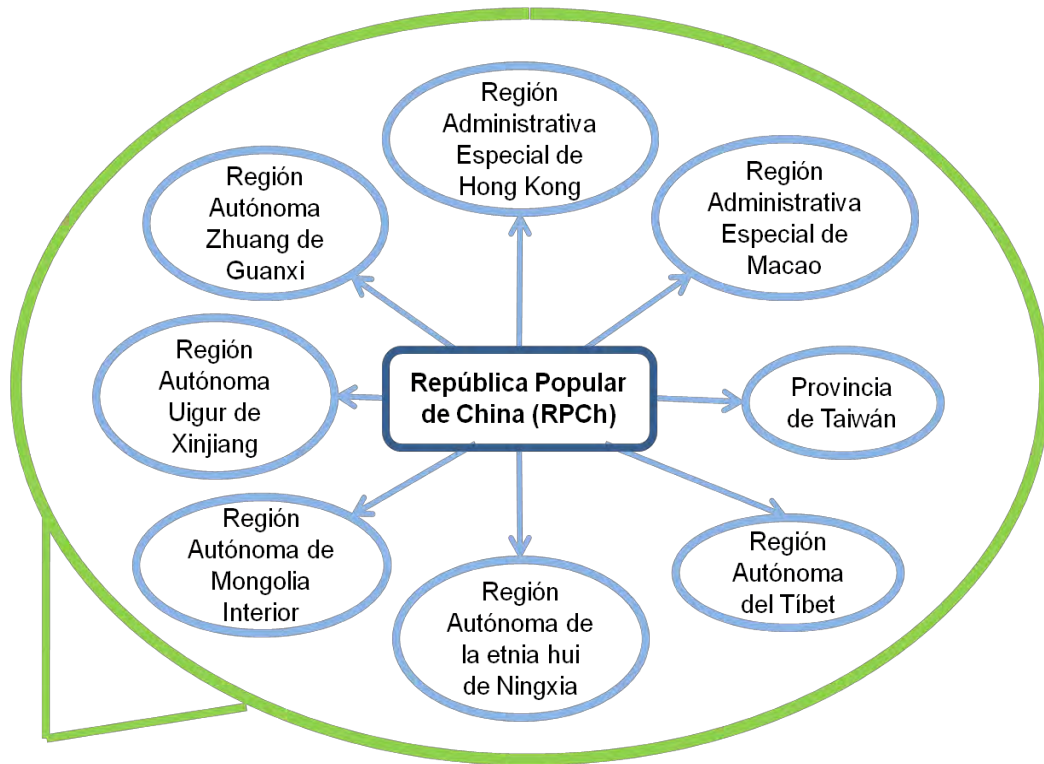 Región
Administrativa
Especial de
Hong Kong
Región
Autónoma
Zhuang de
Guanxi
Región
Administrativa
Especial de
Macao
Región
Autónoma
Uigur de
Xinjiang
República Popular
de China (RPCh)
Provincia
de Taiwán
Región
Autónoma de
Mongolia
Interior
Región
Autónoma de
la etnia hui
de Ningxia
Región
Autónoma
del Tíbet